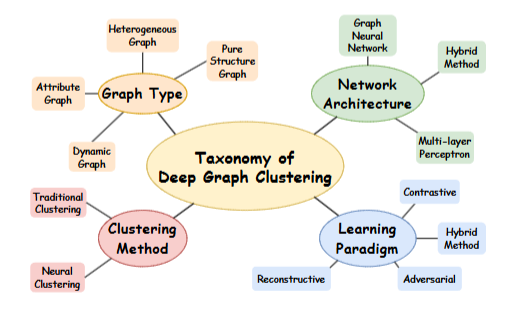 Heterogeneous
Graph
Pure
Structure
Graph
Attribute
Graph
Graph Type
Dynamic
Graph
Graph
Neural
Network
Hybrid
Method
Network
Architecture
Multi-layer
Perceptron
Taxonomy of
Deep Graph Clustering
Traditional
Clustering
Clustering
Method
Neural
Clustering
Contrastive
Learning
Paradigm
Hybrid
Method
Reconstructive
Adversarial